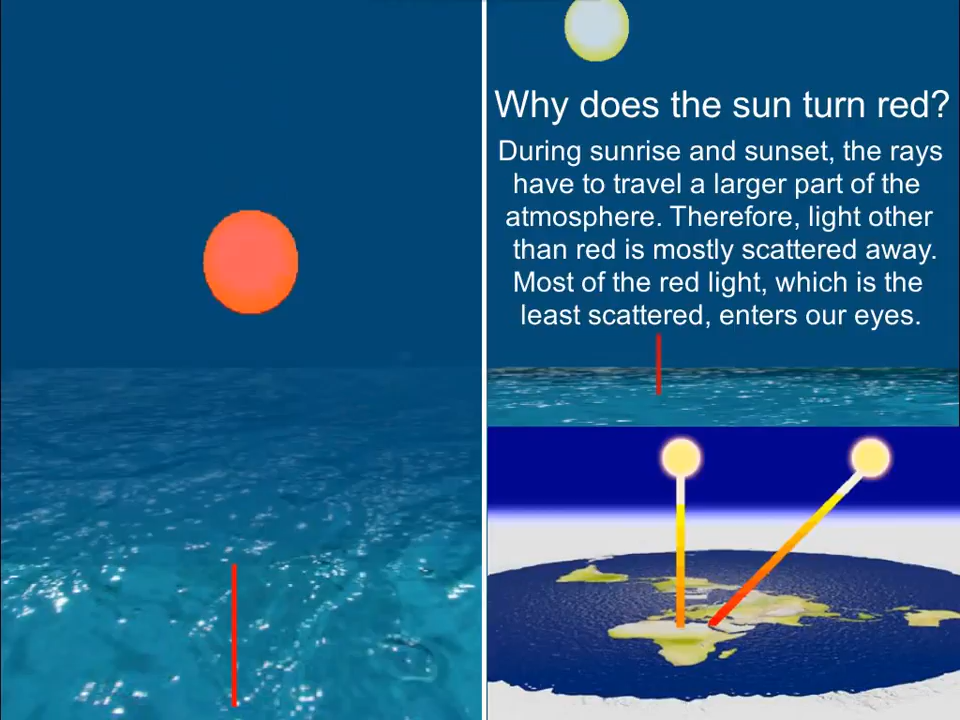 Why does the sun turn red?
During sunrise and sunset, the rays
have to travel a larger part of the
atmosphere. Therefore, light other
than red is mostly scattered away.
Most of the red light, which is the
least scattered, enters our eyes.